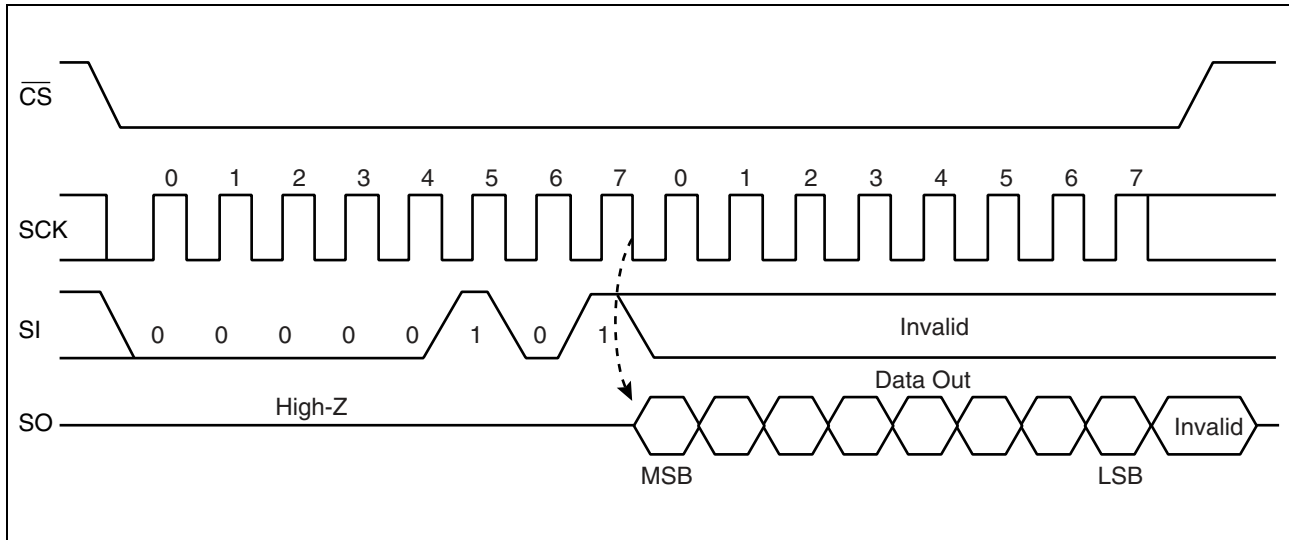 CS
0 1 2 3 4 5 6 7 0 1 2 3 4 5 6 7
SCK
SI 0 0 0 0 0 1 0 1 Invalid
Data Out
High-Z
SO Invalid
MSB LSB